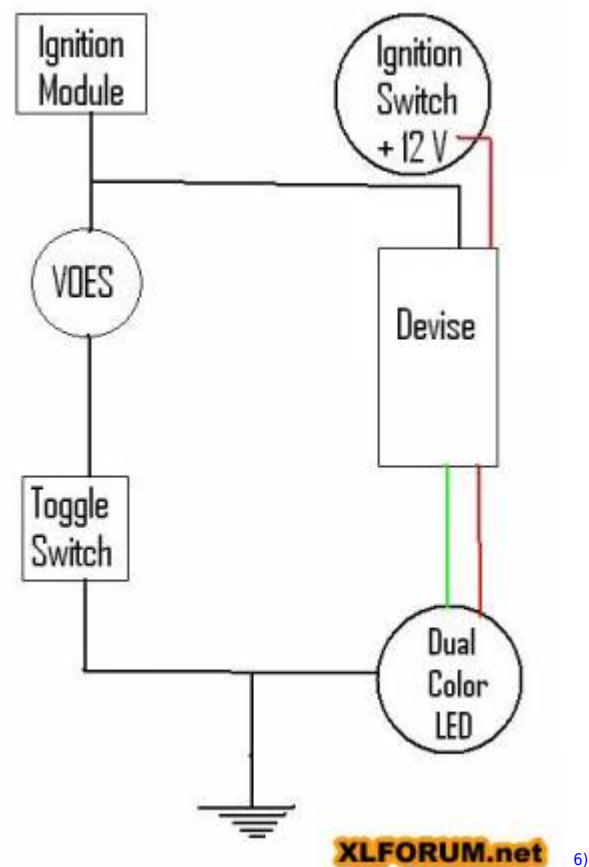 Ignition
Module
Ignition
Switch
+ 12 V
VOES
Devise
Toggle
Switch
Dual
Color
LED
XLFORUM.net
6)